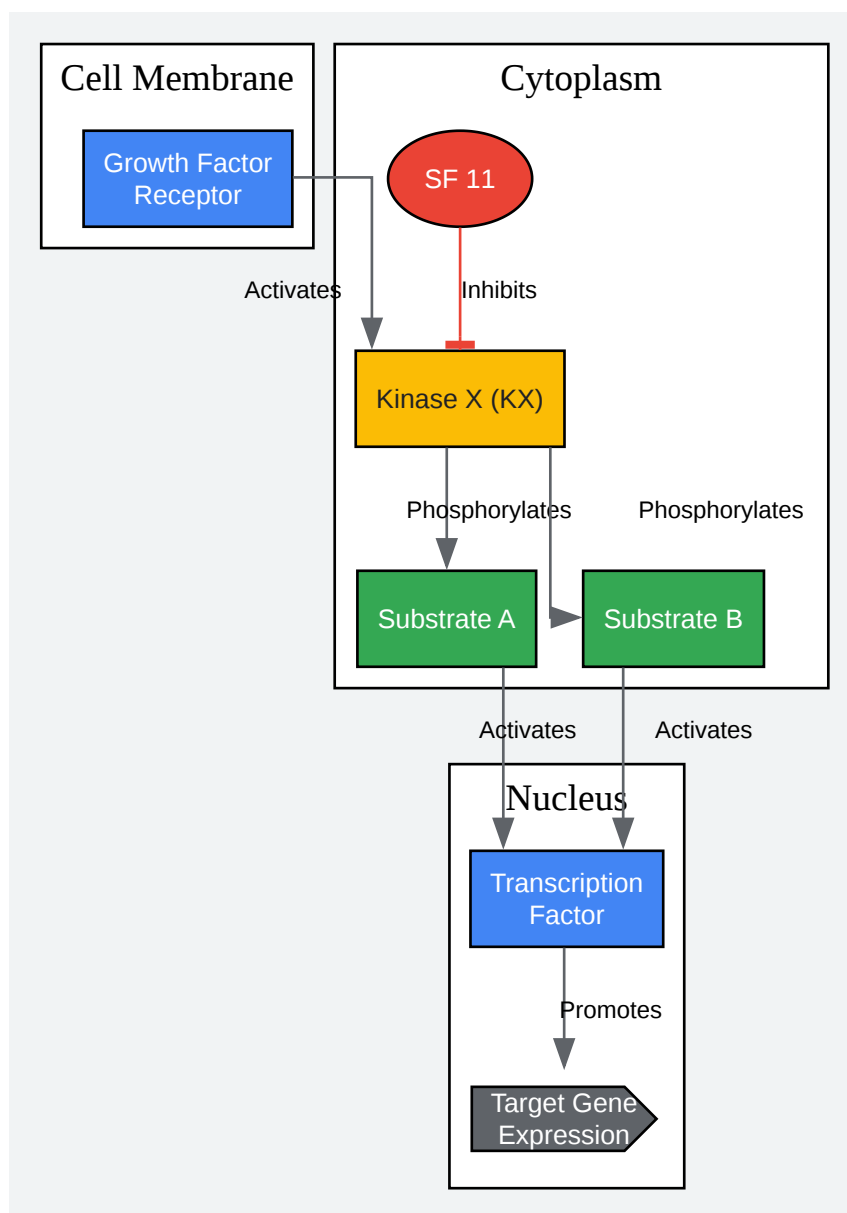 Cell Membrane
Cytoplasm
Growth Factor
Receptor
SF 11
Activates
Inhibits
Kinase X (KX)
Phosphorylates
Phosphorylates
Substrate A
Substrate B
Activates
Activates
Nucleus
Transcription
Factor
Promotes
Target Gene
Expression